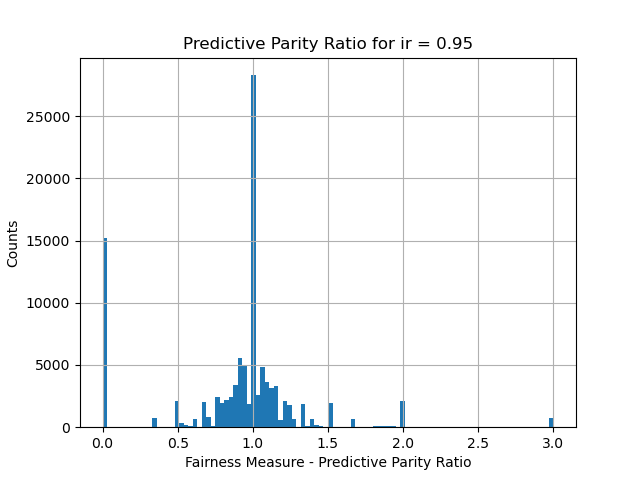 Predictive Parity Ratio for ir = 0.95
Counts
25000
20000
15000
10000
5000
0
0.0 0.5 1.0 1.5 2.0 2.5 3.0
Fairness Measure - Predictive Parity Ratio